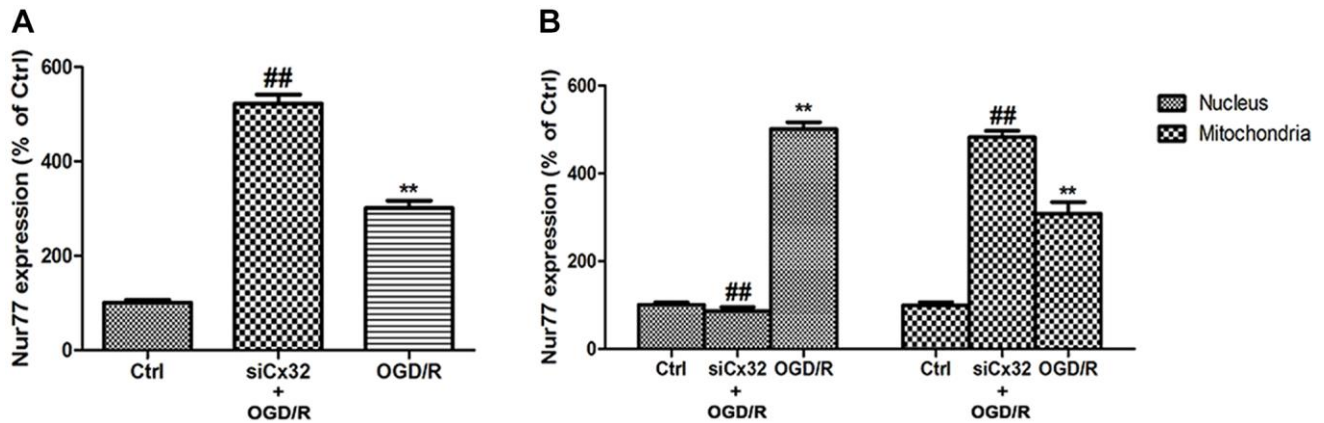 A
Nur77 expression (% of Ctrl)
600
400
200
0
##
**
Ctrl
siCx32
+
OGD/R
OGD/R
B
Nur77 expression (% of Ctrl)
600
400
200
0
##
**
##
**
Ctrl
siCx32
+
OGD/R
OGD/R
Ctrl
siCx32
+
OGD/R
OGD/R
Nucleus
Mitochondria